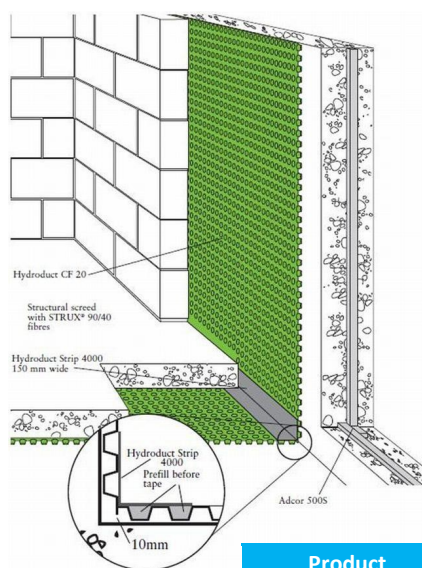 Hydroduct CF 20
Structural screed
with STRUX® 90/40
fibres
Hydroduct Strip 4000
150 mm wide
Hydroduct Strip
4000
Prefill before
tape
10mm
Adcor 500S
Product